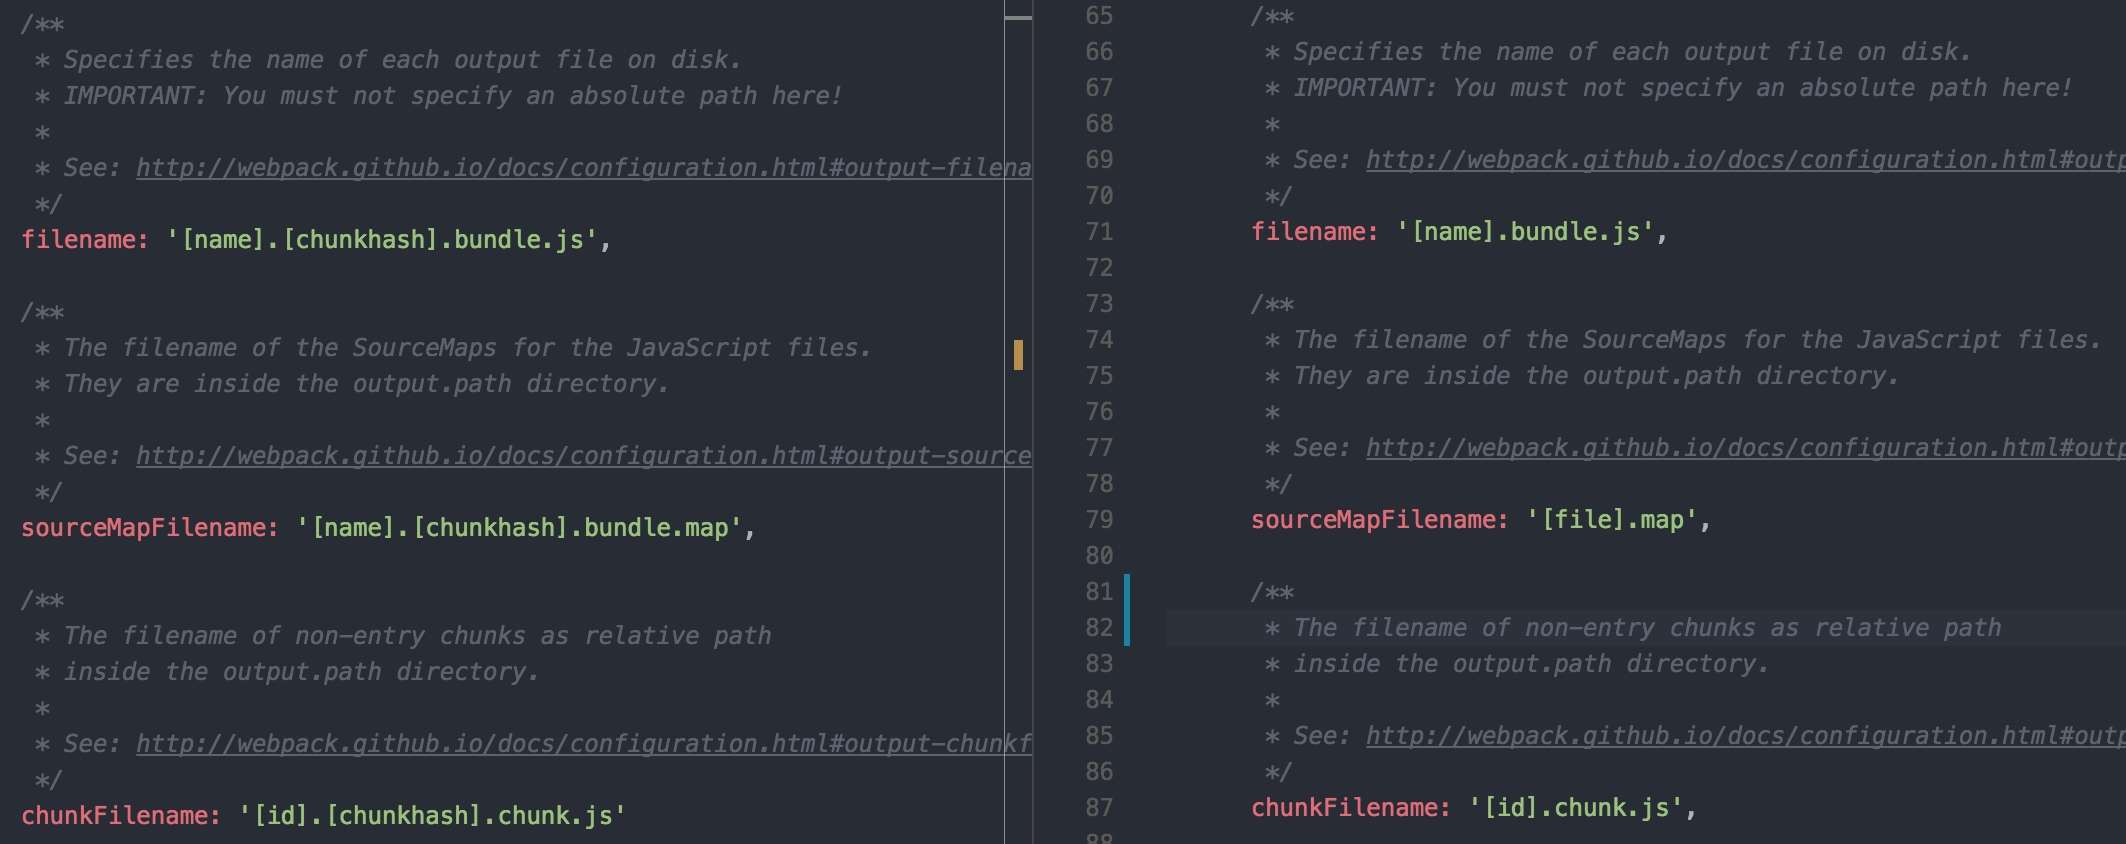 /**
* Specifies the name of each output file on disk.
* IMPORTANT: You must not specify an absolute path here!
*
* See: http://webpack.github.io/docs/configuration.html#output-filena
*/
filename: '[name].[chunkhash].bundle.js',
/**
* The filename of the SourceMaps for the JavaScript files.
* They are inside the output.path directory.
*
* See: http://webpack.github.io/docs/configuration.html#output-source
*/
sourceMapFilename: '[name].[chunkhash].bundle.map',
/**
* The filename of non-entry chunks as relative path
* inside the output.path directory.
*
* See: http://webpack.github.io/docs/configuration.html#output-chunkf
*/
chunkFilename: '[id].[chunkhash].chunk.js'
65 /**
66 * Specifies the name of each output file on disk.
67 * IMPORTANT: You must not specify an absolute path here!
68 *
69 * See: http://webpack.github.io/docs/configuration.html#outp
70 */
71 filename: '[name].bundle.js',
72
73 /**
74 * The filename of the SourceMaps for the JavaScript files.
75 * They are inside the output.path directory.
76 *
77 * See: http://webpack.github.io/docs/configuration.html#outp
78 */
79 sourceMapFilename: '[file].map',
80
81 /**
82 * The filename of non-entry chunks as relative path
83 * inside the output.path directory.
84 *
85 * See: http://webpack.github.io/docs/configuration.html#outp
86 */
87 chunkFilename: '[id].chunk.js',
88